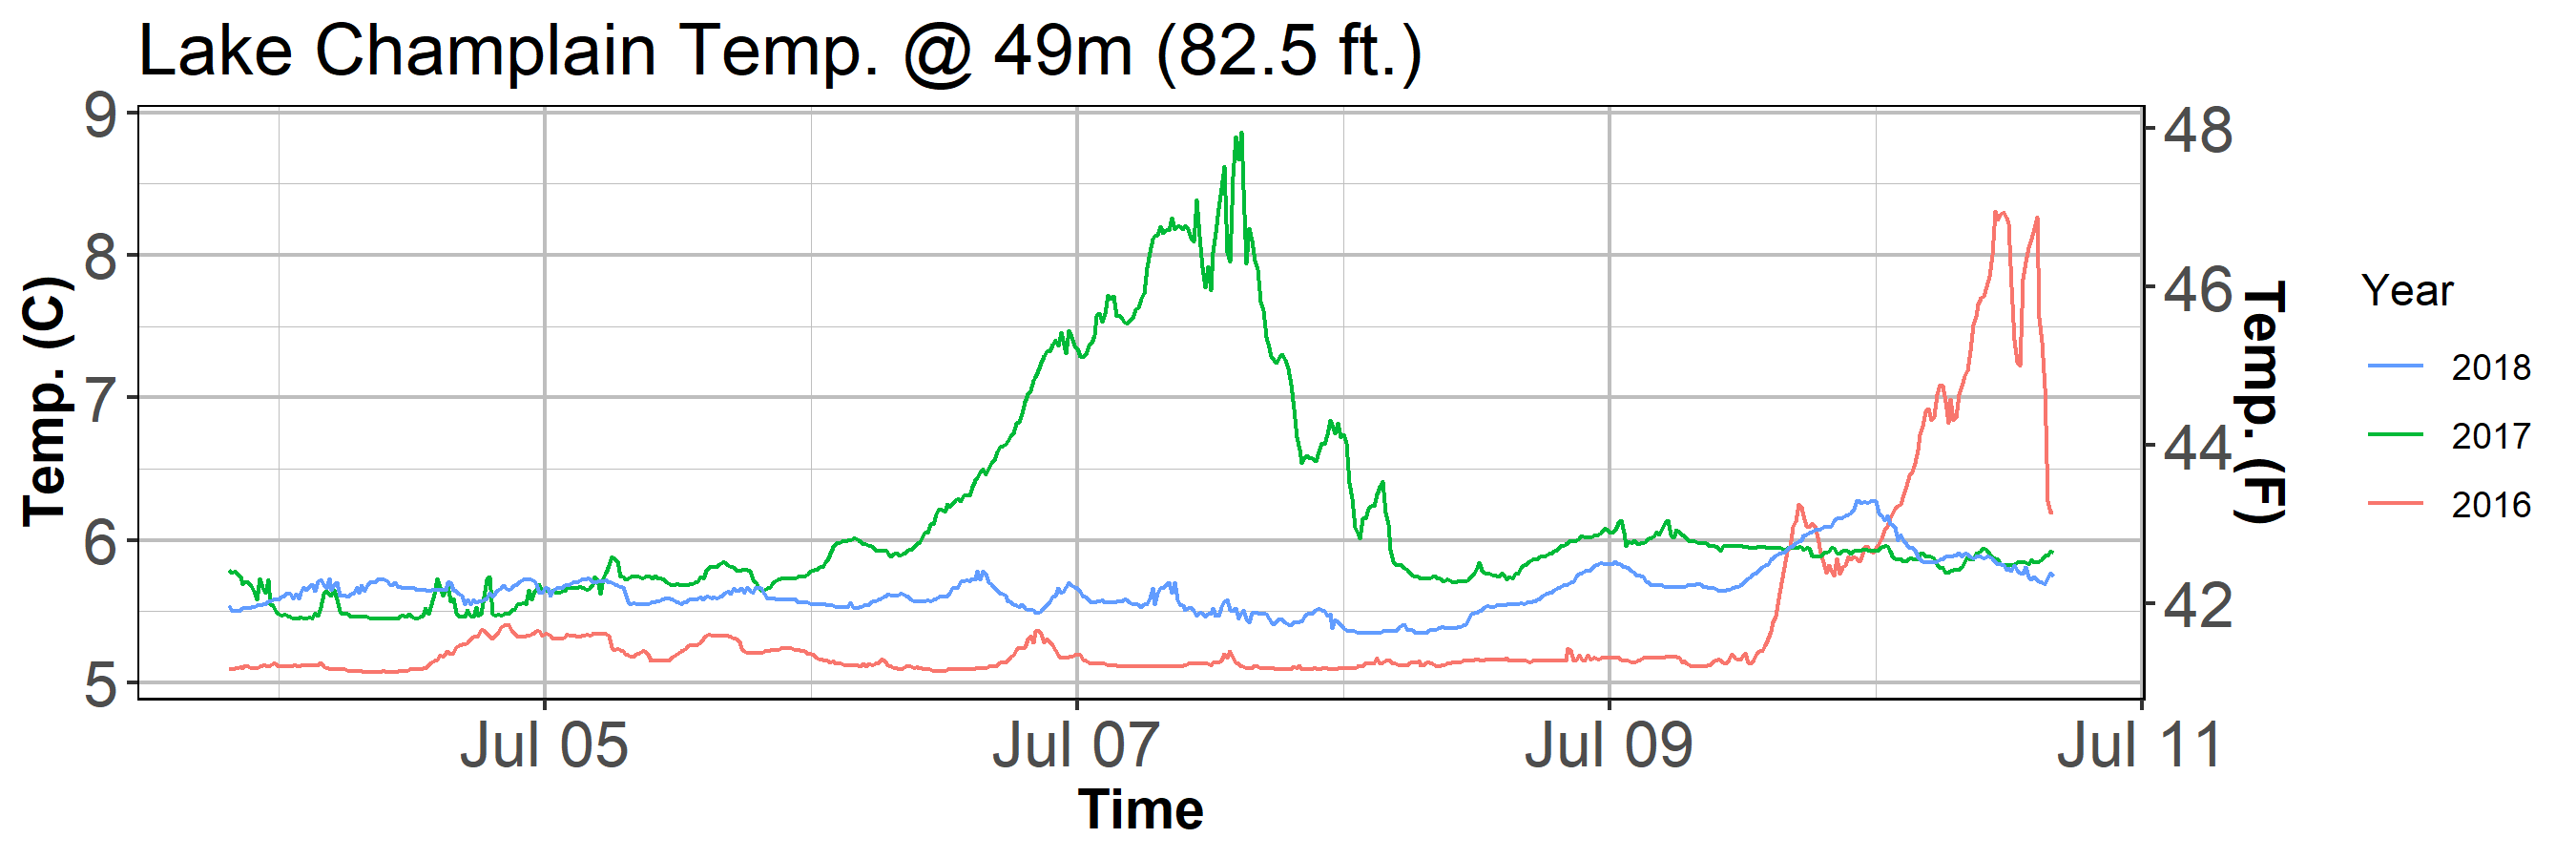 Lake Champlain Temp. @ 49m (82.5 ft.)
9
8
7
6
5
Temp. (C)
48
46
44
42
Temp. (F)
Jul 05
Jul 07
Jul 09
Jul 11
Time
Year
2018
2017
2016